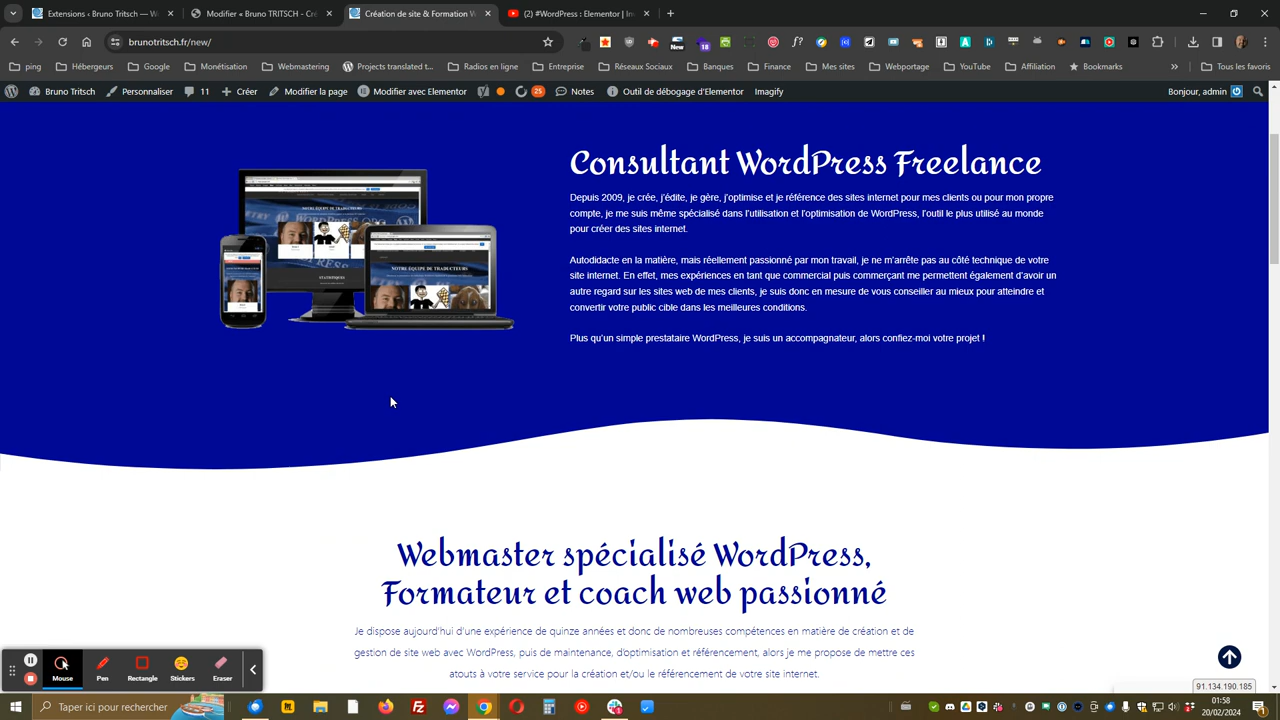 Extensions ‹ Bruno Tritsch — W
Modifier « Bruno TRITSCH - Cré
Création de site & Formation W
(2) #WordPress : Elementor | In
brunotritsch.fr/new/
New
18
ping
Hébergeurs
Google
Monétisation
Webmastering
Projects translated t...
Radios en ligne
Entreprise
Réseaux Sociaux
Banques
Finance
Mes sites
Webportage
YouTube
Affiliation
Bookmarks
Tous les favoris
Bruno Tritsch
Personnaliser
11
Créer
Modifier la page
Modifier avec Elementor
25
Notes
Outil de débogage d'Elementor
Imagify
Bonjour, admin
Consultant WordPress Freelance
Depuis 2009, je crée, j'édite, je gère, j'optimise et je référence des sites internet pour mes clients ou pour mon propre
compte, je me suis même spécialisé dans l'utilisation et l'optimisation de WordPress, l'outil le plus utilisé au monde
pour créer des sites internet.
Autodidacte en la matière, mais réellement passionné par mon travail, je ne m'arrête pas au côté technique de votre
site internet. En effet, mes expériences en tant que commercial puis commerçant me permettent également d'avoir un
autre regard sur les sites web de mes clients, je suis donc en mesure de vous conseiller au mieux pour atteindre et
convertir votre public cible dans les meilleures conditions.
Plus qu'un simple prestataire WordPress, je suis un accompagnateur, alors confiez-moi votre projet !
NOTRE ÉQUIPE DE TRADUCTEURS
STATISTIQUES
NOTRE ÉQUIPE DE TRADUCTEURS
Webmaster spécialisé WordPress,
Formateur et coach web passionné
Je dispose aujourd'hui d'une expérience de quinze années et donc de nombreuses compétences en matière de création et de
gestion de site web avec WordPress, puis de maintenance, d'optimisation et référencement, alors je me propose de mettre ces
atouts à votre service pour la création et/ou le référencement de votre site internet.
Mouse
Pen
Rectangle
Stickers
Eraser
91.134.190.185
Taper ici pour rechercher
01:58
20/02/2024